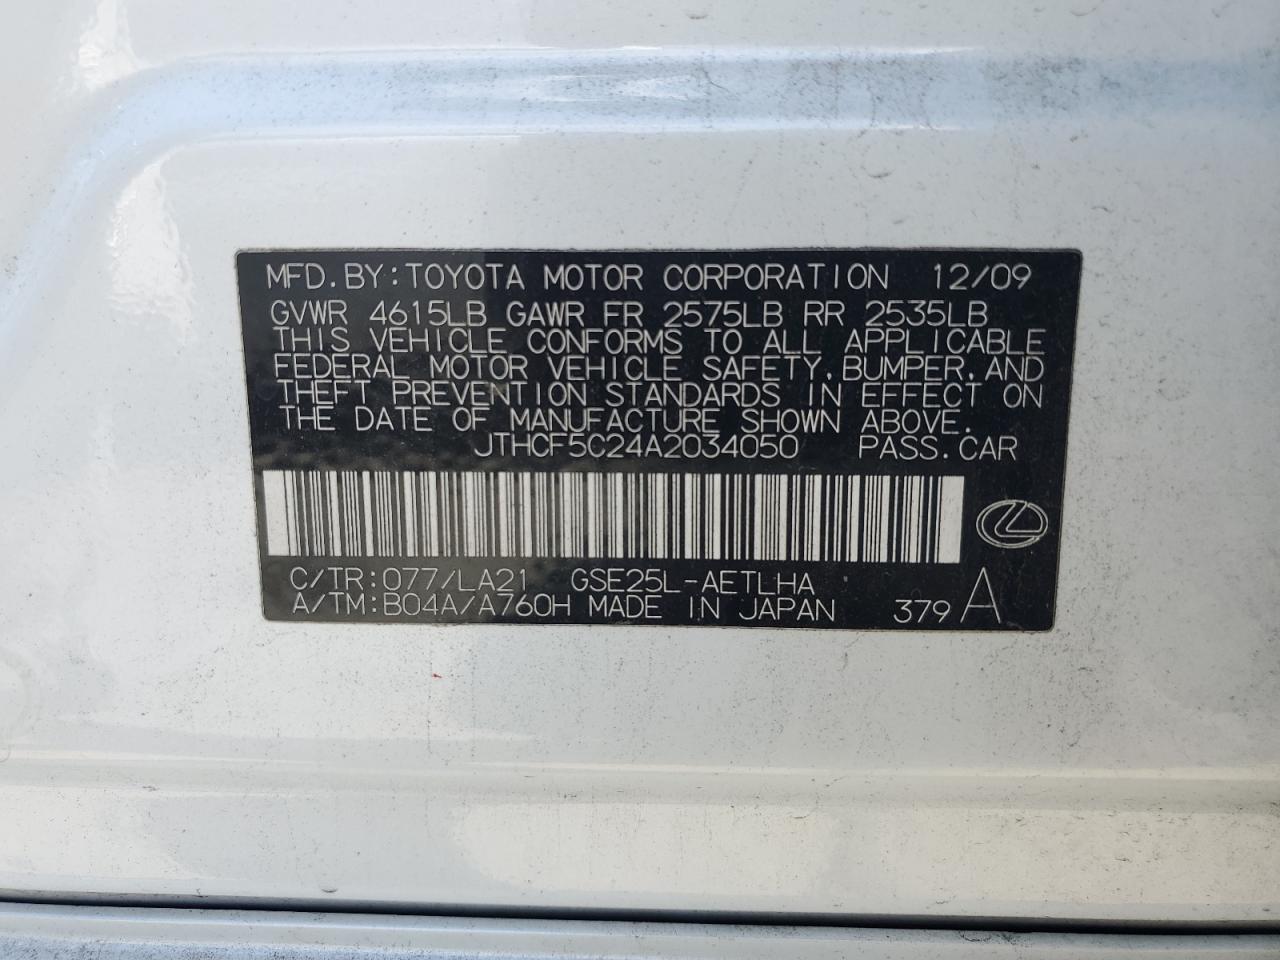 MFD.BY:TOYOTA MOTOR CORPORATION 12/09
GVWR 4615LB GAWR FR 2575LB RR 2535LB
THIS VEHICLE CONFORMS TO ALL APPLICABLE
FEDERAL MOTOR VEHICLE SAFETY,BUMPER,AND
THEFT PREVENTION STANDARDS IN EFFECT ON
THE DATE OF MANUFACTURE SHOWN ABOVE.
JTHCF5C24A2034050 PASS.CAR
C/TR:077/LA21 GSE25L-AETLHA
A/TM:B04A/A760H MADE IN JAPAN 379 A